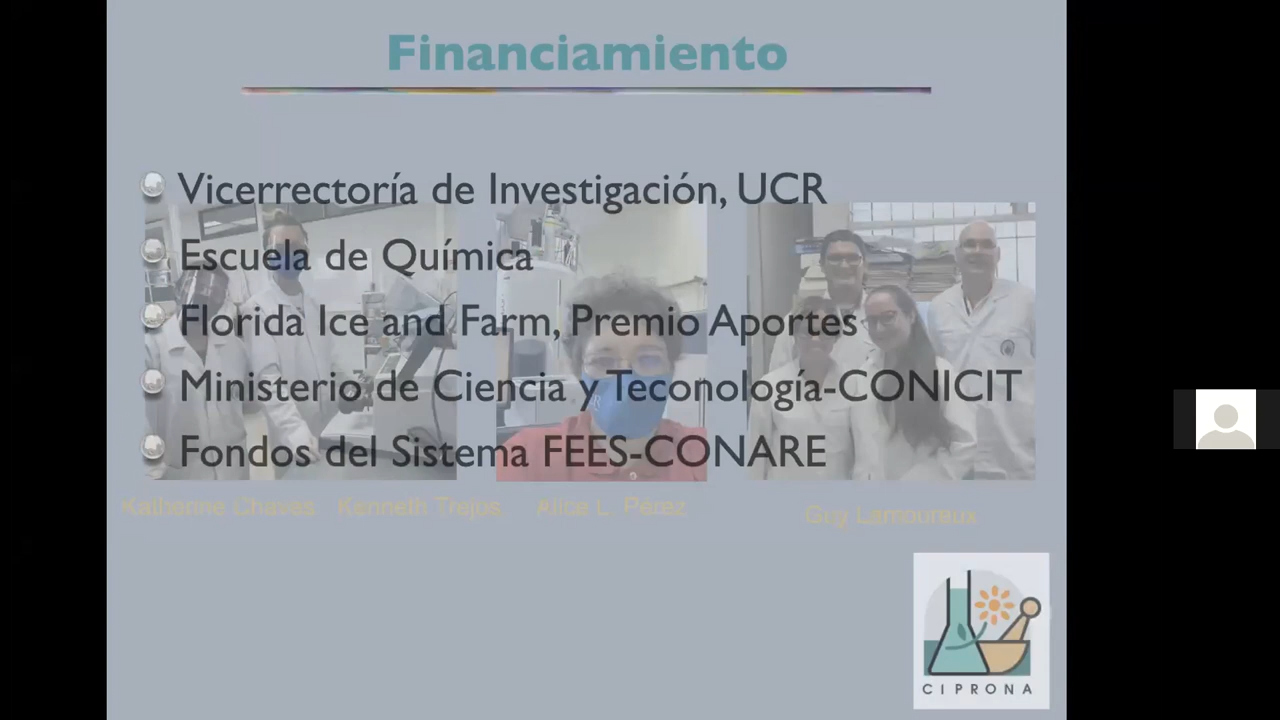 Financiamiento
Vicerrectoría de Investigación, UCR
Escuela de Química
Florida Ice and Farm, Premio Aportes
Ministerio de Ciencia y Teconología-CONICIT
Fondos del Sistema FEES-CONARE
Katherine Chaves Kenneth Trejos Alice L. Pérez
Guy Lamoureux
CIPRONA